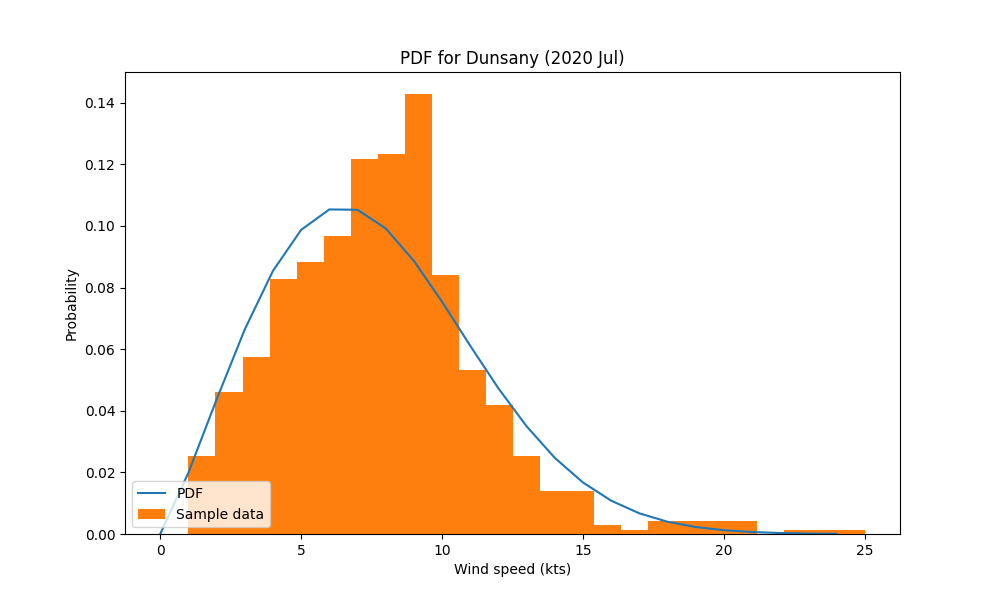 PDF for Dunsany (2020 Jul)
0.14
0.12
0.10
0.08
0.06
0.04
0.02
0.00
Probability
PDF
Sample data
0 5 10 15 20 25
Wind speed (kts)